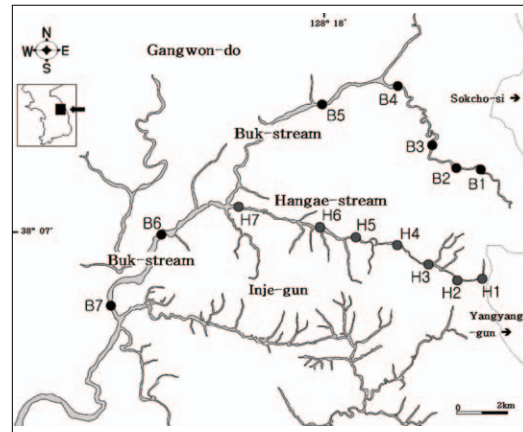 128° 18′
N
W E
S
Gangwon-do
Sokcho-si
B5
B4
Buk-stream
B3
B2
B1
Hangae-stream
B6
H7
H6
H5
H4
38° 07′
H3
H2
H1
Buk-stream
Inje-gun
B7
Yangyang
-gun
0 2km